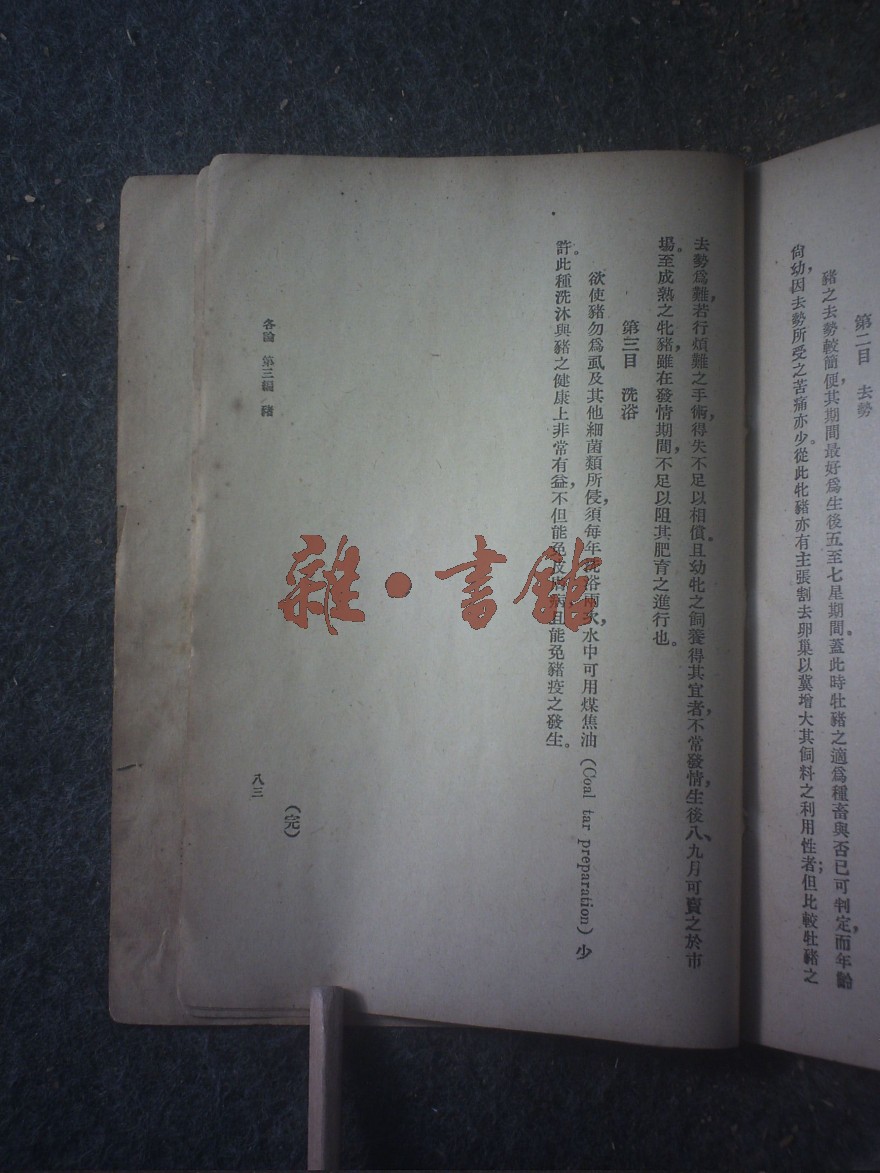 第二目　去勢
豬之去勢較簡便，其期間最好爲生後五至七星期間。蓋此時牡豬之適爲種畜與否已可判定，而年齡
尙幼，因去勢所受之苦痛亦少。從此牝豬亦有主張割去卵巢以冀增大其飼料之利用性者；但比較牡豬之
去勢爲難，若行煩難之手術，得失不足以相償。且幼牝之飼養得其宜者，不常發情，生後八、九月可賣之於市
場。至成熟之牝豬，雖在發情期間，不足以阻其肥育之進行也。
第三目　洗浴
欲使豬勿爲虱及其他細菌類所侵，須每年洗浴兩次，水中可用煤焦油（Coal tar preparation）少
許。此種洗沐與豬之健康上非常有益，不但能免皮膚病，且能免豬疫之發生。
（完）
各論　第三編　豬
八三
雜·書館